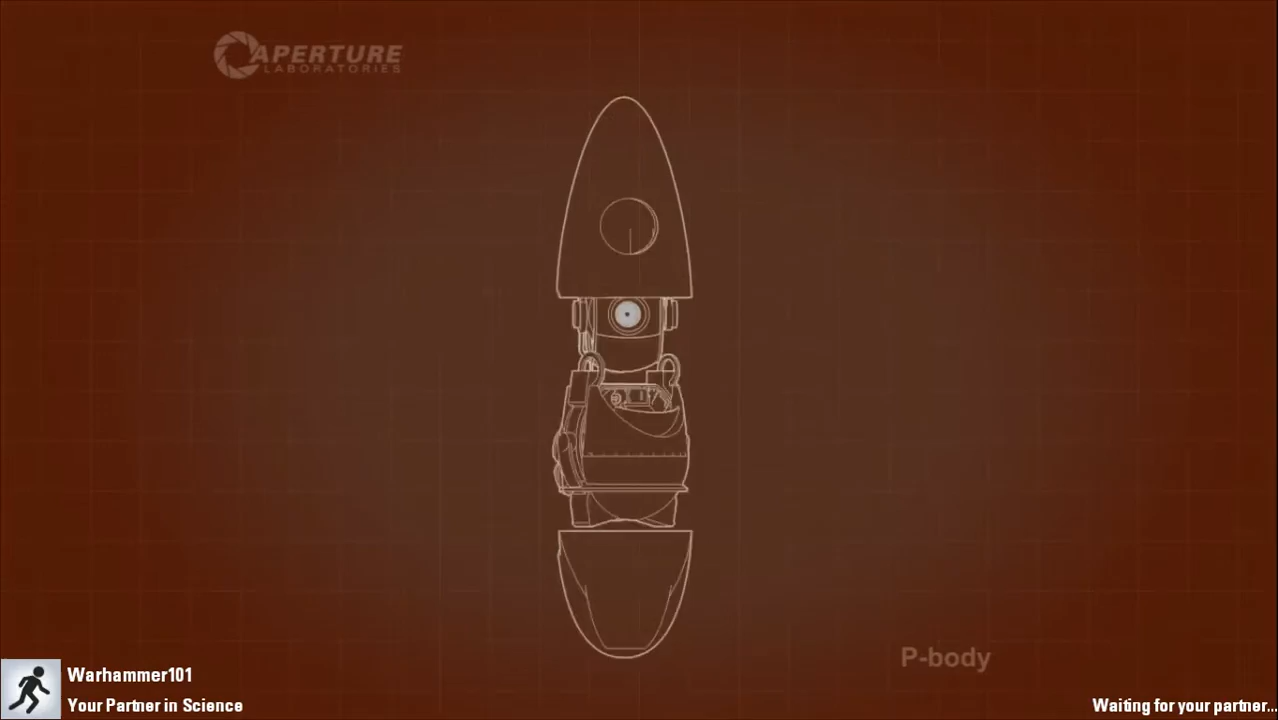 APERTURE
LABORATORIES
P-body
Warhammer101
Your Partner in Science
Waiting for your partner...